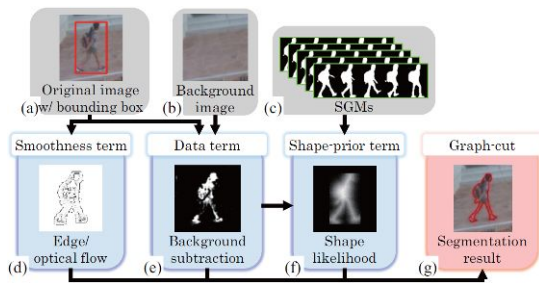 (a)
Original image
w/ bounding box
(b)
Background
image
(c)
SGMs
Smoothness term
Data term
Shape-prior term
Graph-cut
(d)
Edge/
optical flow
(e)
Background
subtraction
(f)
Shape
likelihood
(g)
Segmentation
result